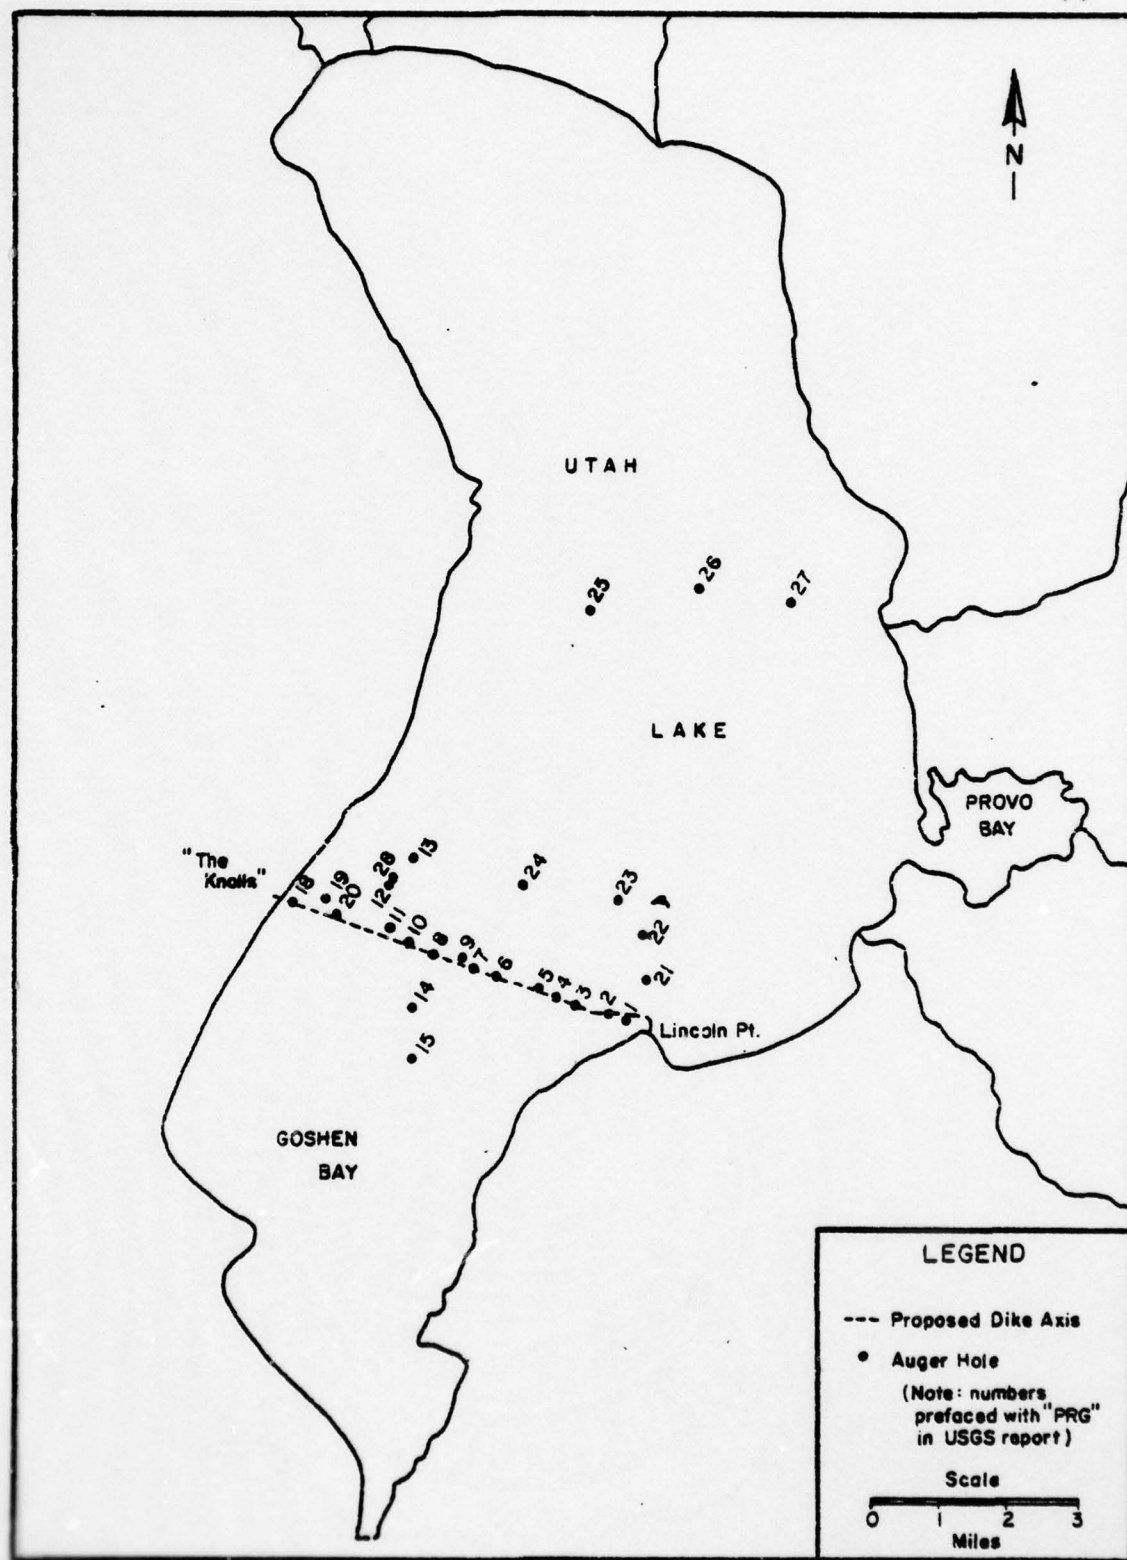 N
UTAH
25
26
27
LAKE
PROVO
BAY
"The
Knolls"
18
19
20
12
28
13
11
10
8
9
7
6
5
4
3
2
1
24
23
22
21
14
15
Lincoln Pt.
GOSHEN
BAY
LEGEND
--- Proposed Dike Axis
• Auger Hole
(Note: numbers
prefaced with "PRG"
in USGS report)
Scale
0 1 2 3
Miles